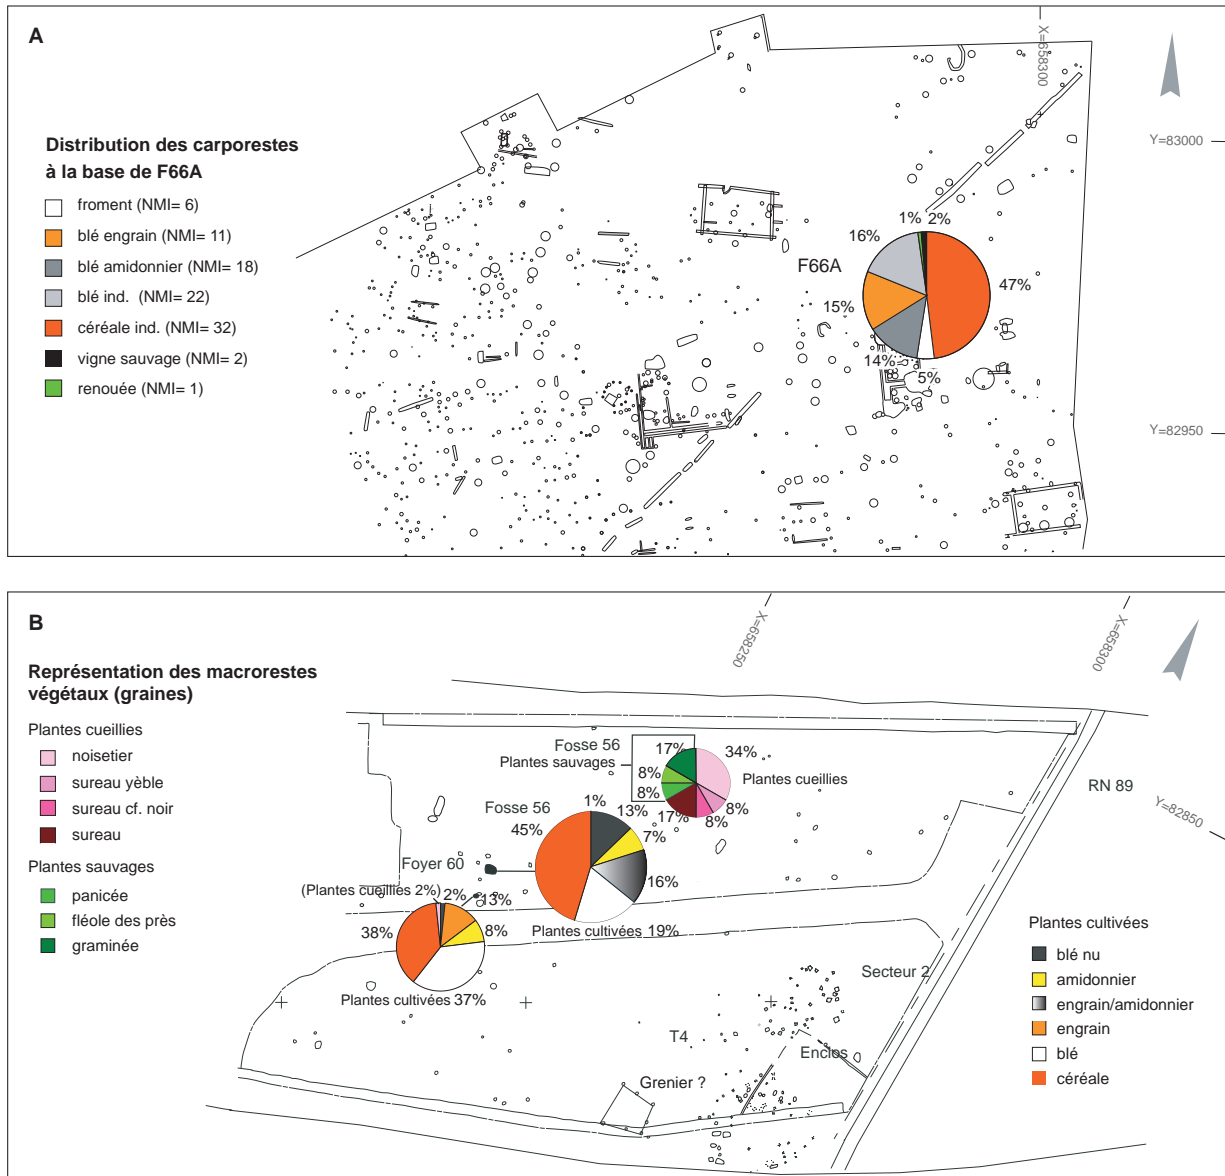 A
X=658300
Y=83000
Distribution des carporestes
à la base de F66A
froment (NMI= 6)
blé engrain (NMI= 11)
blé amidonnier (NMI= 18)
blé ind. (NMI= 22)
céréale ind. (NMI= 32)
vigne sauvage (NMI= 2)
renouée (NMI= 1)
1% 2%
16%
F66A
47%
15%
14%
5%
Y=82950
B
X=658250
X=658300
Représentation des macrorestes
végétaux (graines)
Plantes cueillies
noisetier
sureau yèble
sureau cf. noir
sureau
Plantes sauvages
panicée
fléole des près
graminée
Fosse 56
Plantes sauvages
17%
34%
8%
Plantes cueillies
8%
8%
17%
8%
RN 89
Y=82850
Fosse 56
1%
13%
45%
7%
16%
Plantes cultivées 19%
Foyer 60
(Plantes cueillies 2%)
2%
13%
38%
8%
Plantes cultivées 37%
Secteur 2
T4
Enclos
Grenier ?
Plantes cultivées
blé nu
amidonnier
engrain/amidonnier
engrain
blé
céréale